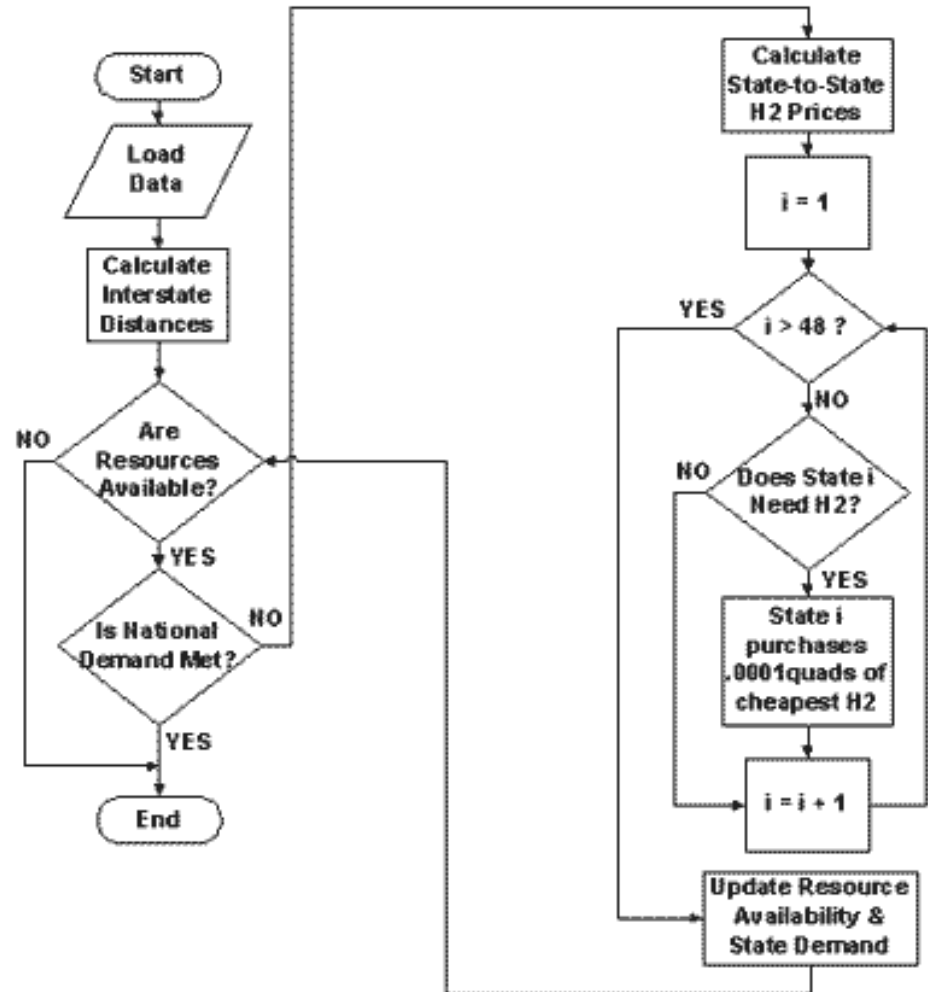 Start
Load
Data
Calculate
Interstate
Distances
NO
Are
Resources
Available?
YES
Is National
Demand Met?
NO
YES
End
Calculate
State-to-State
H2 Prices
i = 1
YES
i > 48 ?
NO
NO
Does State i
Need H2?
YES
State i
purchases
.0001quads of
cheapest H2
i = i + 1
Update Resource
Availability &
State Demand